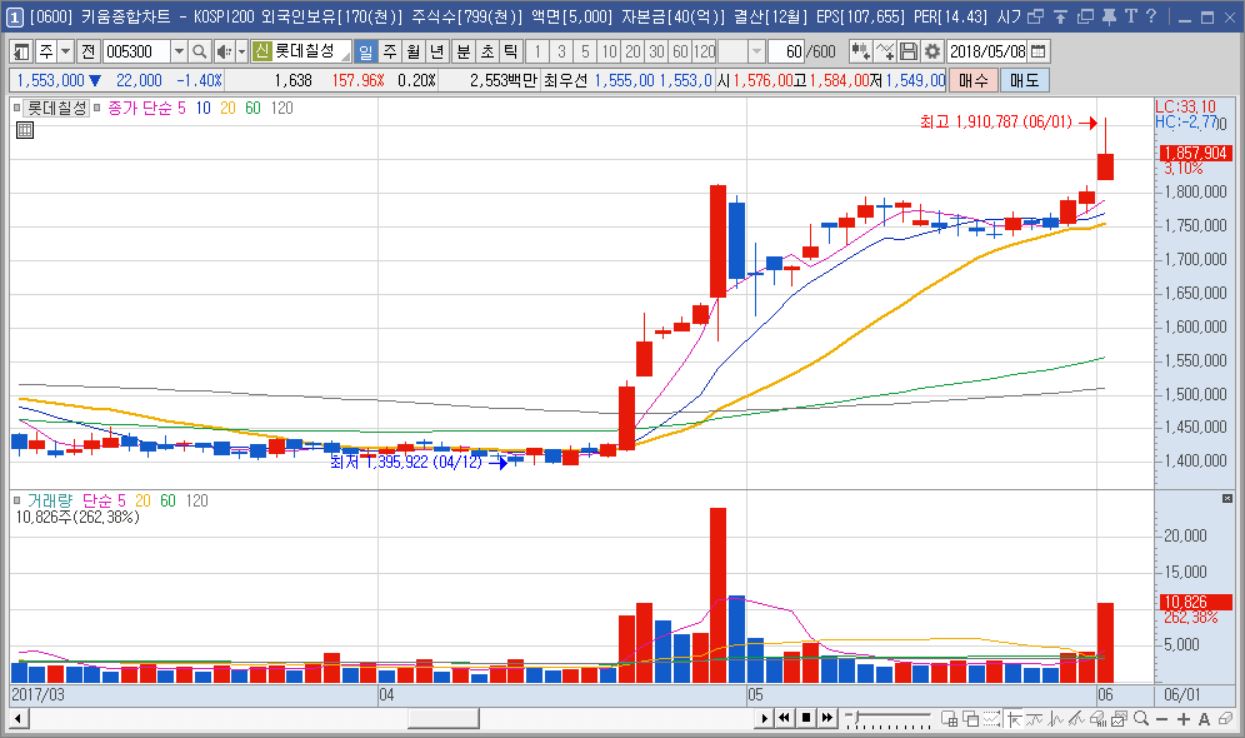 1 [0600] 키움종합차트 - KOSPI200 외국인보유[170(천)] 주식수[799(천)] 액면[5,000] 자본금[40(억)] 결산[12월] EPS[107,655] PER[14.43] 시가 T ?
주 전 005300 신 롯데칠성 일 주 월 년 분 초 틱 1 3 5 10 20 30 60 120 60 /600 2018/05/08
1,553,000 ▼ 22,000 -1.40% 1,638 157.96% 0.20% 2,553백만 최우선 1,555,00 1,553,0 시 1,576,00 고 1,584,00 저 1,549,00 매수 매도
롯데칠성 종가 단순 5 10 20 60 120
LC:33.10
HC:-2.77
최고 1,910,787 (06/01)
1,857,904
3.10%
1,800,000
1,750,000
1,700,000
1,650,000
1,600,000
1,550,000
1,500,000
1,450,000
1,400,000
최저 1,395,922 (04/12)
거래량 단순 5 20 60 120
10,826주(262.38%)
20,000
15,000
10,826
262.38%
5,000
2017/03 04 05 06 06/01
A